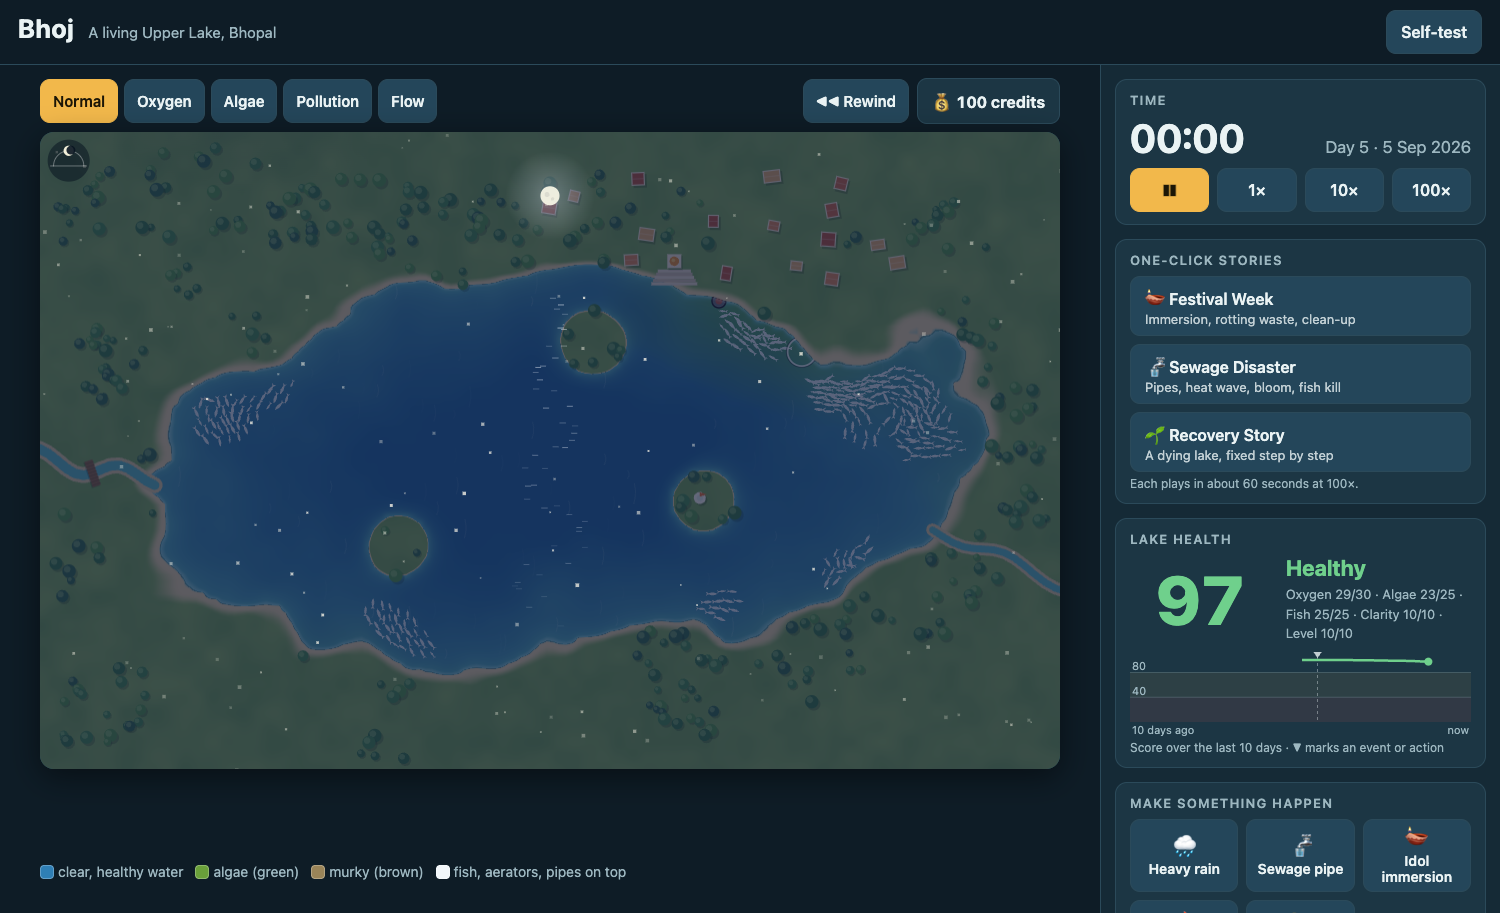 Bhoj
A living Upper Lake, Bhopal
Self-test
Normal
Oxygen
Algae
Pollution
Flow
Rewind
100 credits
TIME
00:00
Day 5 · 5 Sep 2026
1×
10×
100×
ONE-CLICK STORIES
Festival Week
Immersion, rotting waste, clean-up
Sewage Disaster
Pipes, heat wave, bloom, fish kill
Recovery Story
A dying lake, fixed step by step
Each plays in about 60 seconds at 100×.
LAKE HEALTH
97
Healthy
Oxygen 29/30 · Algae 23/25 ·
Fish 25/25 · Clarity 10/10 ·
Level 10/10
80
40
10 days ago
now
Score over the last 10 days · ▼ marks an event or action
MAKE SOMETHING HAPPEN
Heavy rain
Sewage pipe
Idol
immersion
clear, healthy water
algae (green)
murky (brown)
fish, aerators, pipes on top